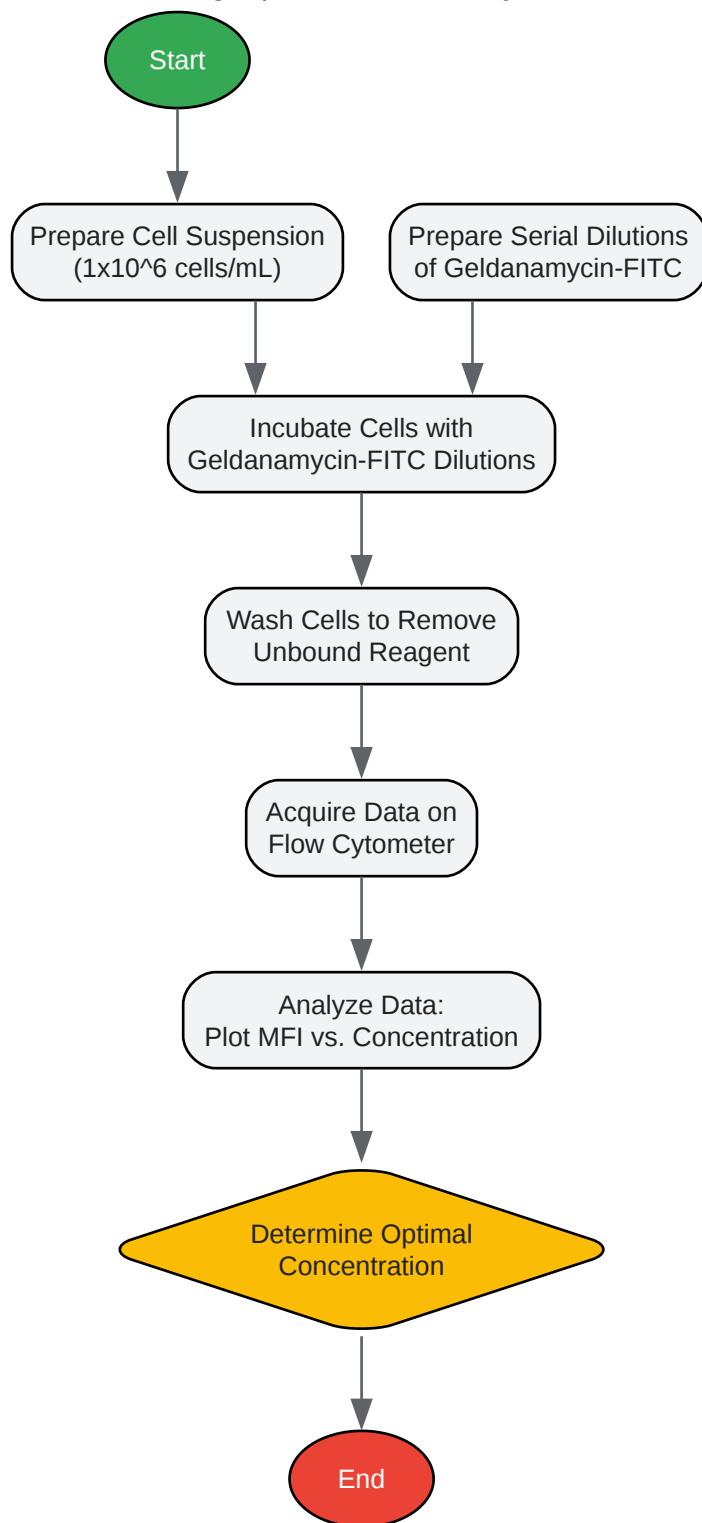 Start
Prepare Cell Suspension
(1x10^6 cells/mL)
Prepare Serial Dilutions
of Geldanamycin-FITC
Incubate Cells with
Geldanamycin-FITC Dilutions
Wash Cells to Remove
Unbound Reagent
Acquire Data on
Flow Cytometer
Analyze Data:
Plot MFI vs. Concentration
Determine Optimal
Concentration
End